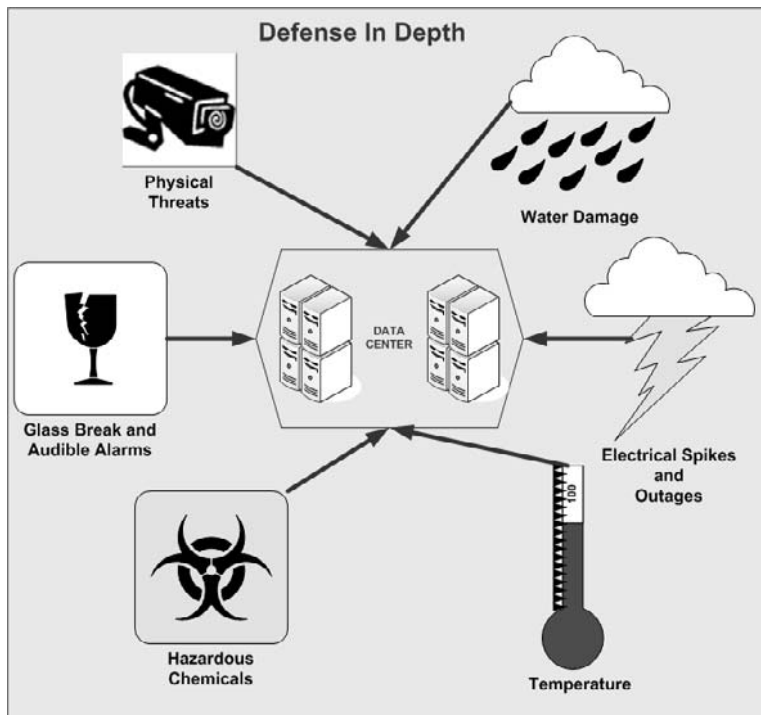 Defense In Depth
Physical
Threats
Water Damage
DATA
CENTER
Glass Break and
Audible Alarms
Electrical Spikes
and
Outages
100
Hazardous
Chemicals
Temperature